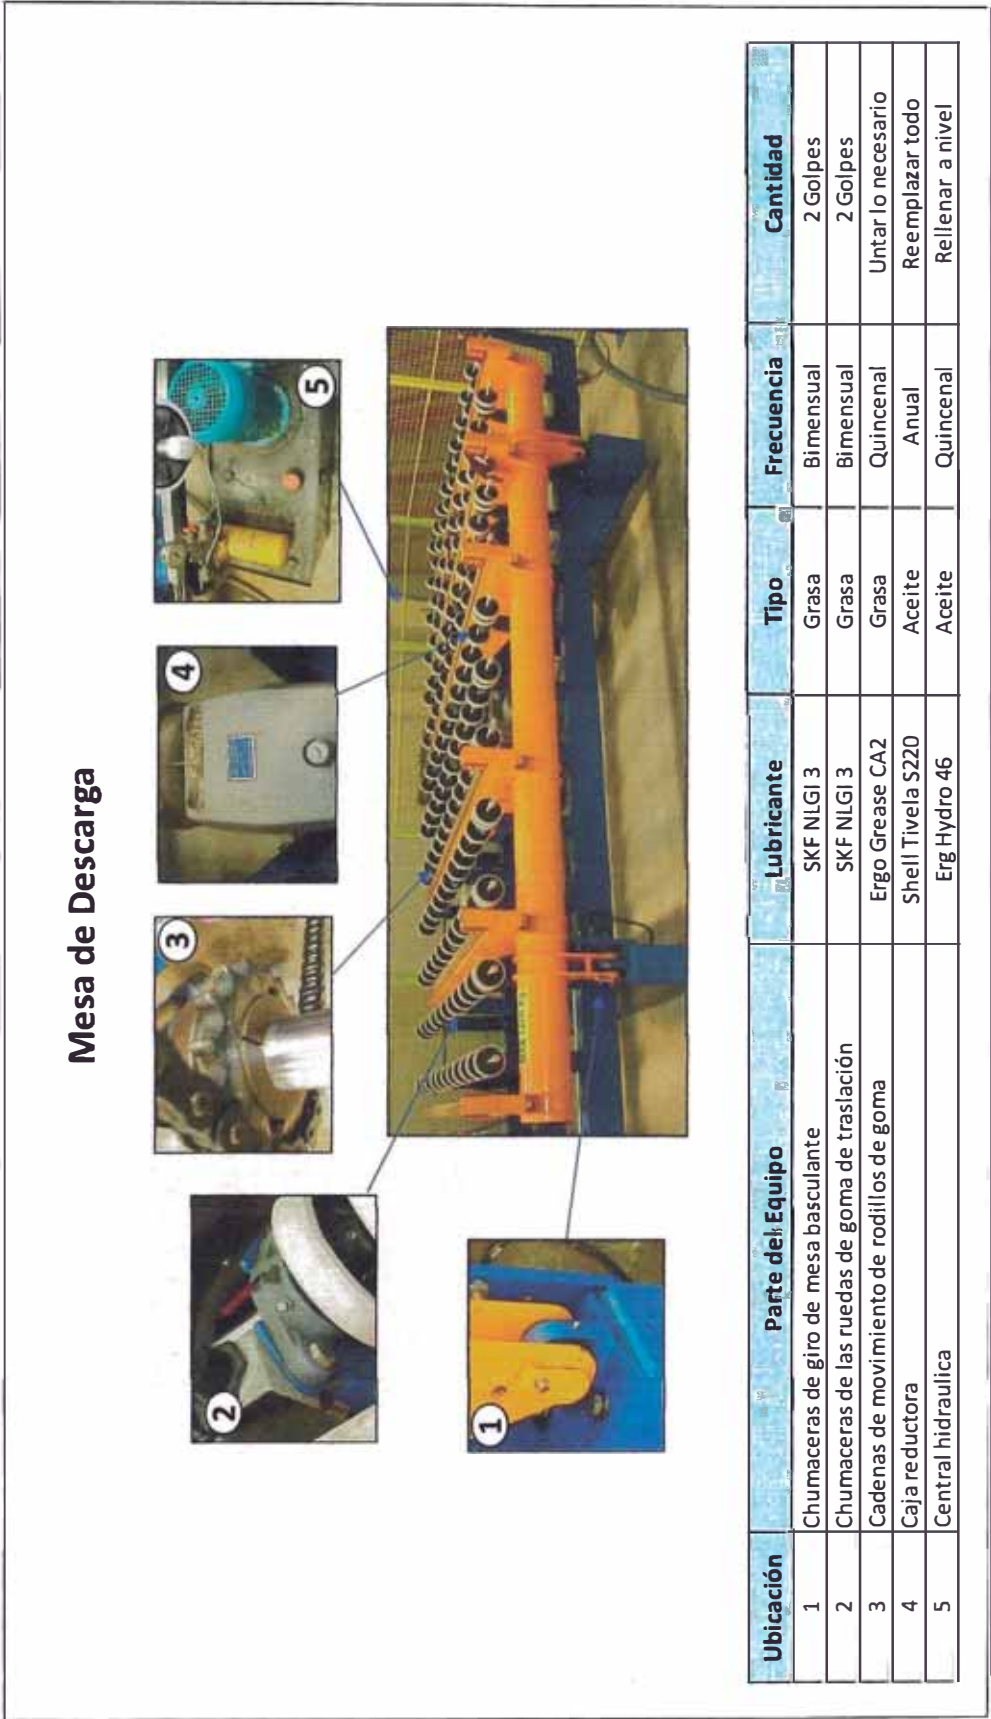 Mesa de Descarga
2
3
4
5
1
Ubicación Parte del Equipo Lubricante Tipo Frecuencia Cantidad
1 Chumaceras de giro de mesa basculante SKF NLGI 3 Grasa Bimensual 2 Golpes
2 Chumaceras de las ruedas de goma de traslación SKF NLGI 3 Grasa Bimensual 2 Golpes
3 Cadenas de movimiento de rodillos de goma Ergo Grease CA2 Grasa Quincenal Untar lo necesario
4 Caja reductora Shell Tivela S220 Aceite Anual Reemplazar todo
5 Central hidraulica Erg Hydro 46 Aceite Quincenal Rellenar a nivel